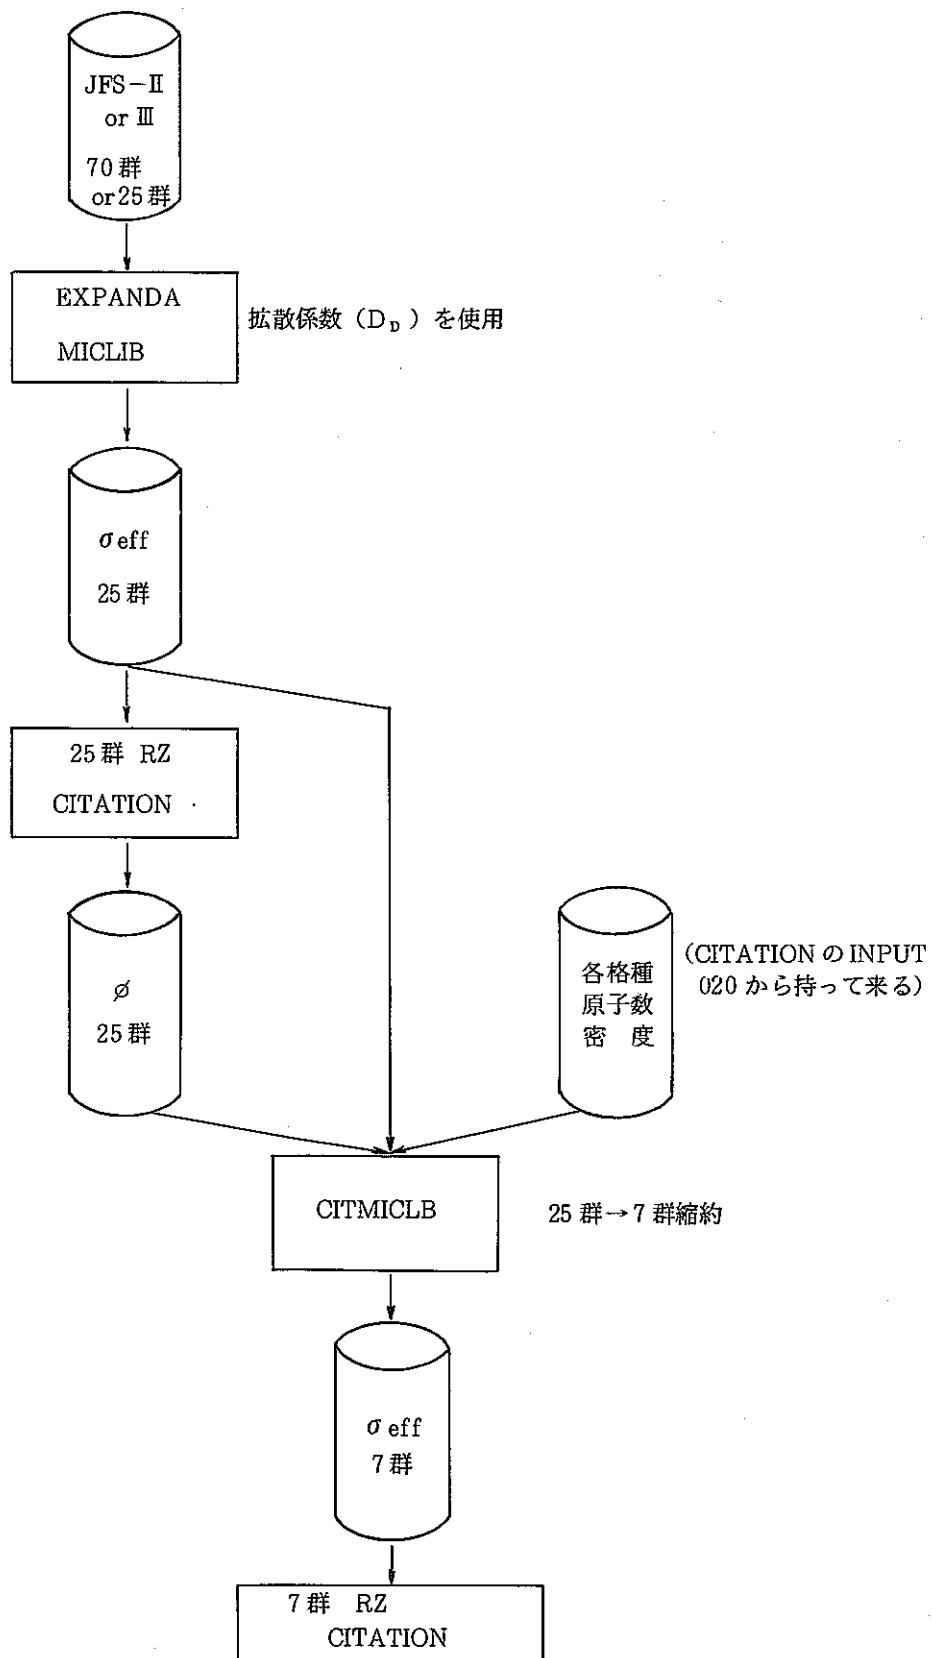 JFS-Ⅱ
or Ⅲ
70群
or25群
EXPANDA
MICLIB
拡散係数(D_D)を使用
σeff
25群
25群 RZ
CITATION
ø
25群
各格種
原子数
密 度
(CITATION の INPUT
020 から持って来る)
CITMICLB
25群→7群縮約
σeff
7群
7群 RZ
CITATION